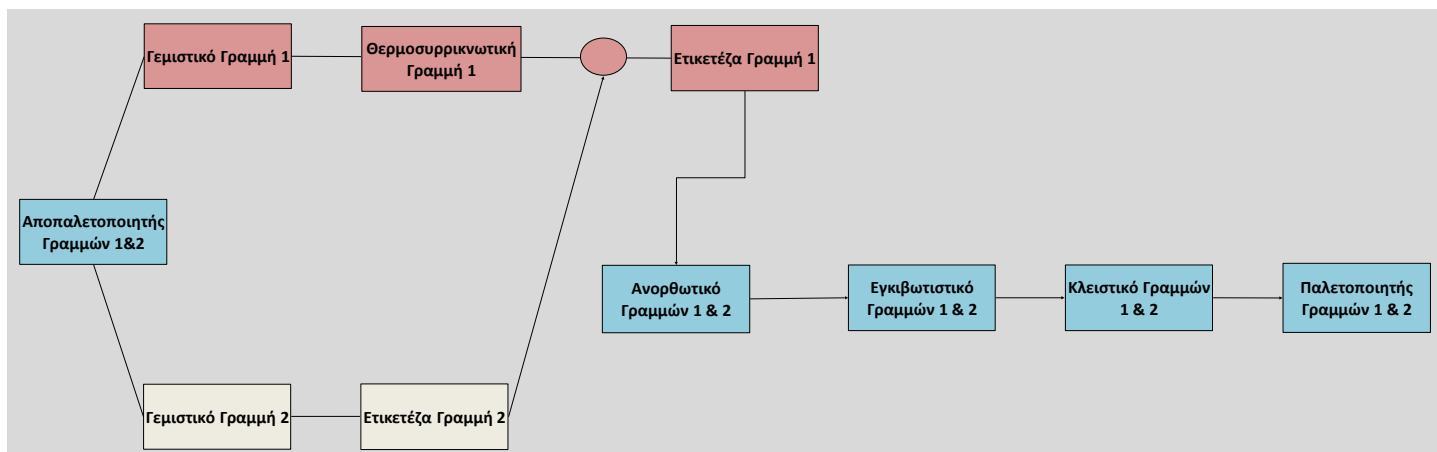 Γεμιστικό Γραμμή 1
Θερμοσυρρικνωτική
Γραμμή 1
Ετικετέζα Γραμμή 1
Αποπαλετοποιητής
Γραμμών 1&2
Ανορθωτικό
Γραμμών 1 & 2
Εγκιβωτιστικό
Γραμμών 1 & 2
Κλειστικό Γραμμών
1 & 2
Παλετοποιητής
Γραμμών 1 & 2
Γεμιστικό Γραμμή 2
Ετικετέζα Γραμμή 2